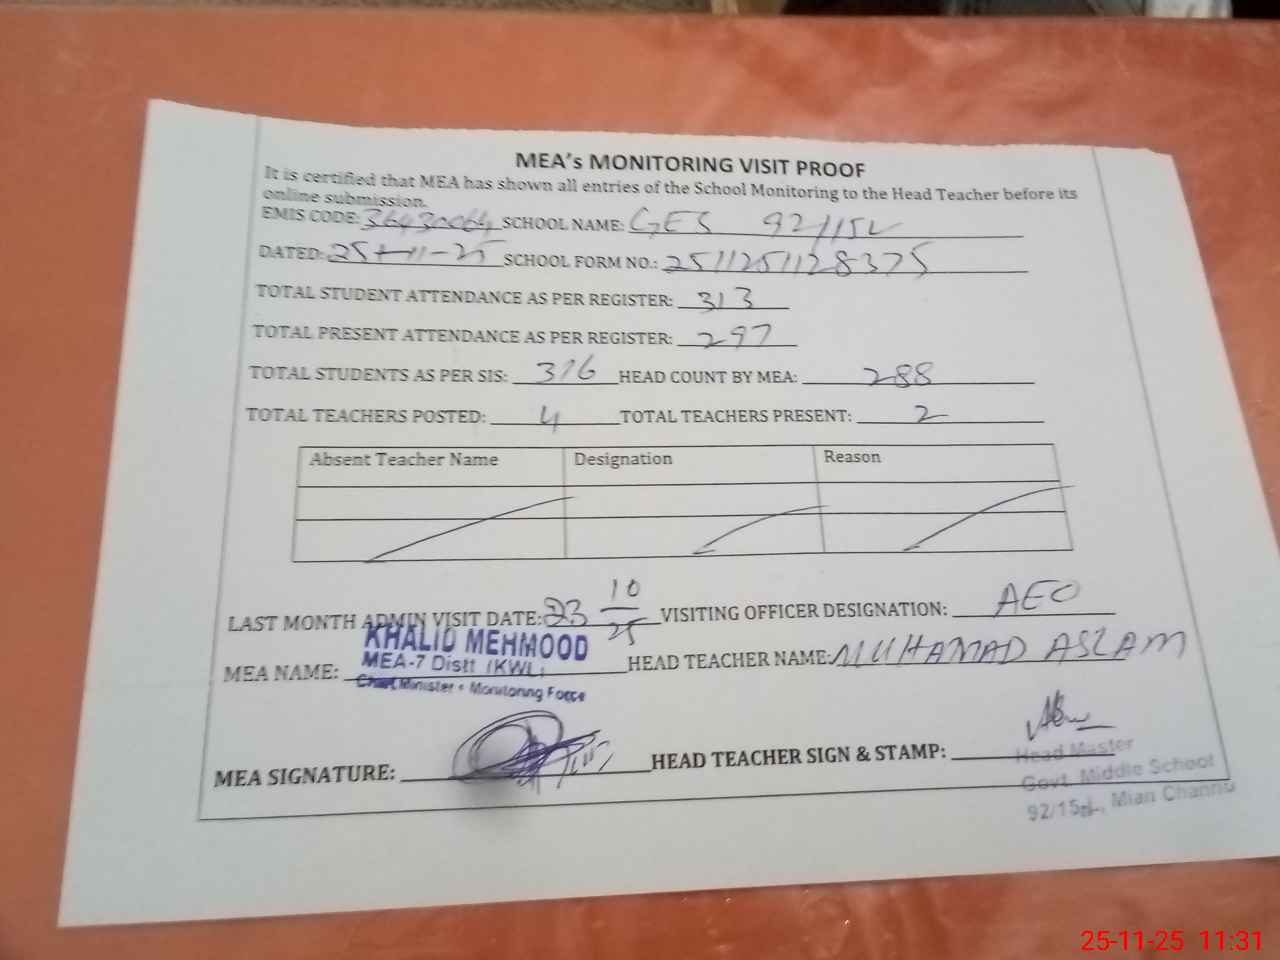 MEA's MONITORING VISIT PROOF
It is certified that MEA has shown all entries of the School Monitoring to the Head Teacher before its
online submission.
EMIS CODE: 36430064 SCHOOL NAME: GES 92/15L
DATED: 25-11-25 SCHOOL FORM NO.: 2511251128375
TOTAL STUDENT ATTENDANCE AS PER REGISTER: 313
TOTAL PRESENT ATTENDANCE AS PER REGISTER: 297
TOTAL STUDENTS AS PER SIS: 316 HEAD COUNT BY MEA: 288
TOTAL TEACHERS POSTED: 4 TOTAL TEACHERS PRESENT: 2
Absent Teacher Name Designation Reason
LAST MONTH ADMIN VISIT DATE: 23 10 25 VISITING OFFICER DESIGNATION: AEO
KHALID MEHMOOD
MEA NAME: MEA-7 Distt (KWL) HEAD TEACHER NAME: MUHAMAD ASLAM
Chief Minister's Monitoring Force
MEA SIGNATURE: HEAD TEACHER SIGN & STAMP:
Head Master
Govt. Middle School
92/15-L, Mian Channu
25-11-25 11:31